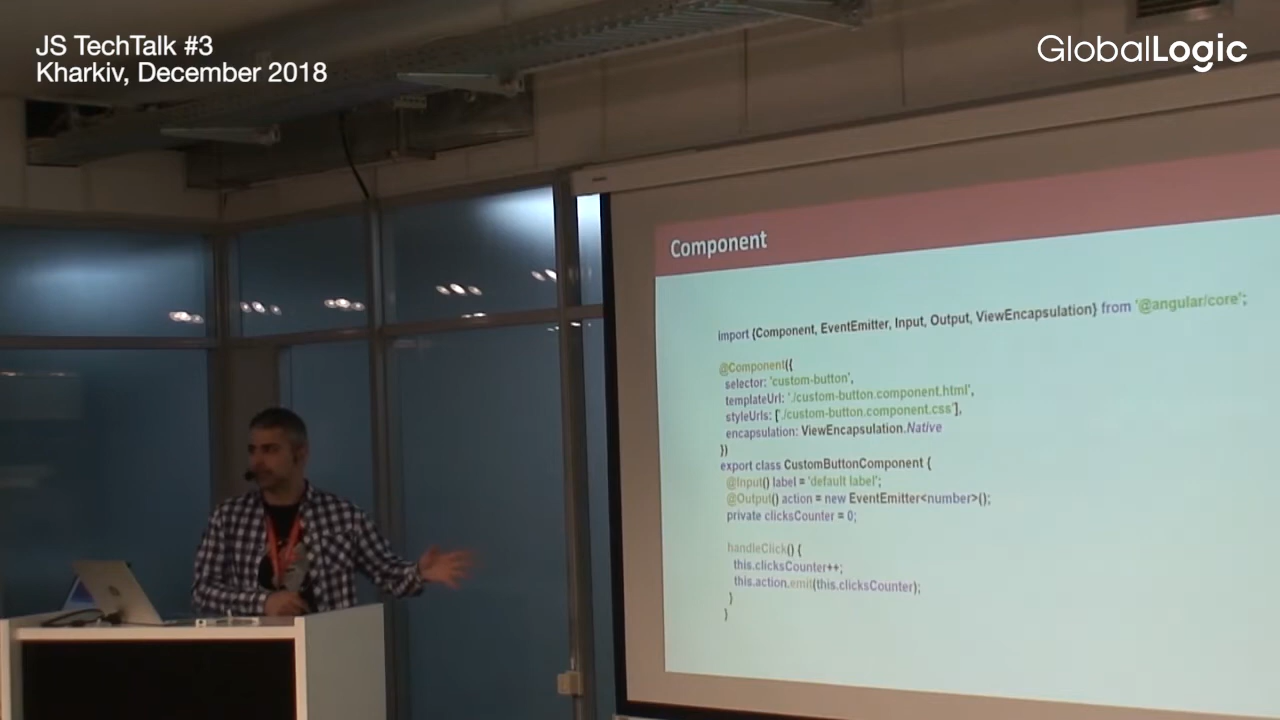 JS TechTalk #3
Kharkiv, December 2018
GlobalLogic
Component
import {Component, EventEmitter, Input, Output, ViewEncapsulation} from '@angular/core';
@Component({
selector: 'custom-button',
templateUrl: './custom-button.component.html',
styleUrls: ['./custom-button.component.css'],
encapsulation: ViewEncapsulation.Native
})
export class CustomButtonComponent {
@Input() label = 'default label';
@Output() action = new EventEmitter<number>();
private clicksCounter = 0;
handleClick() {
this.clicksCounter++;
this.action.emit(this.clicksCounter);
}
}